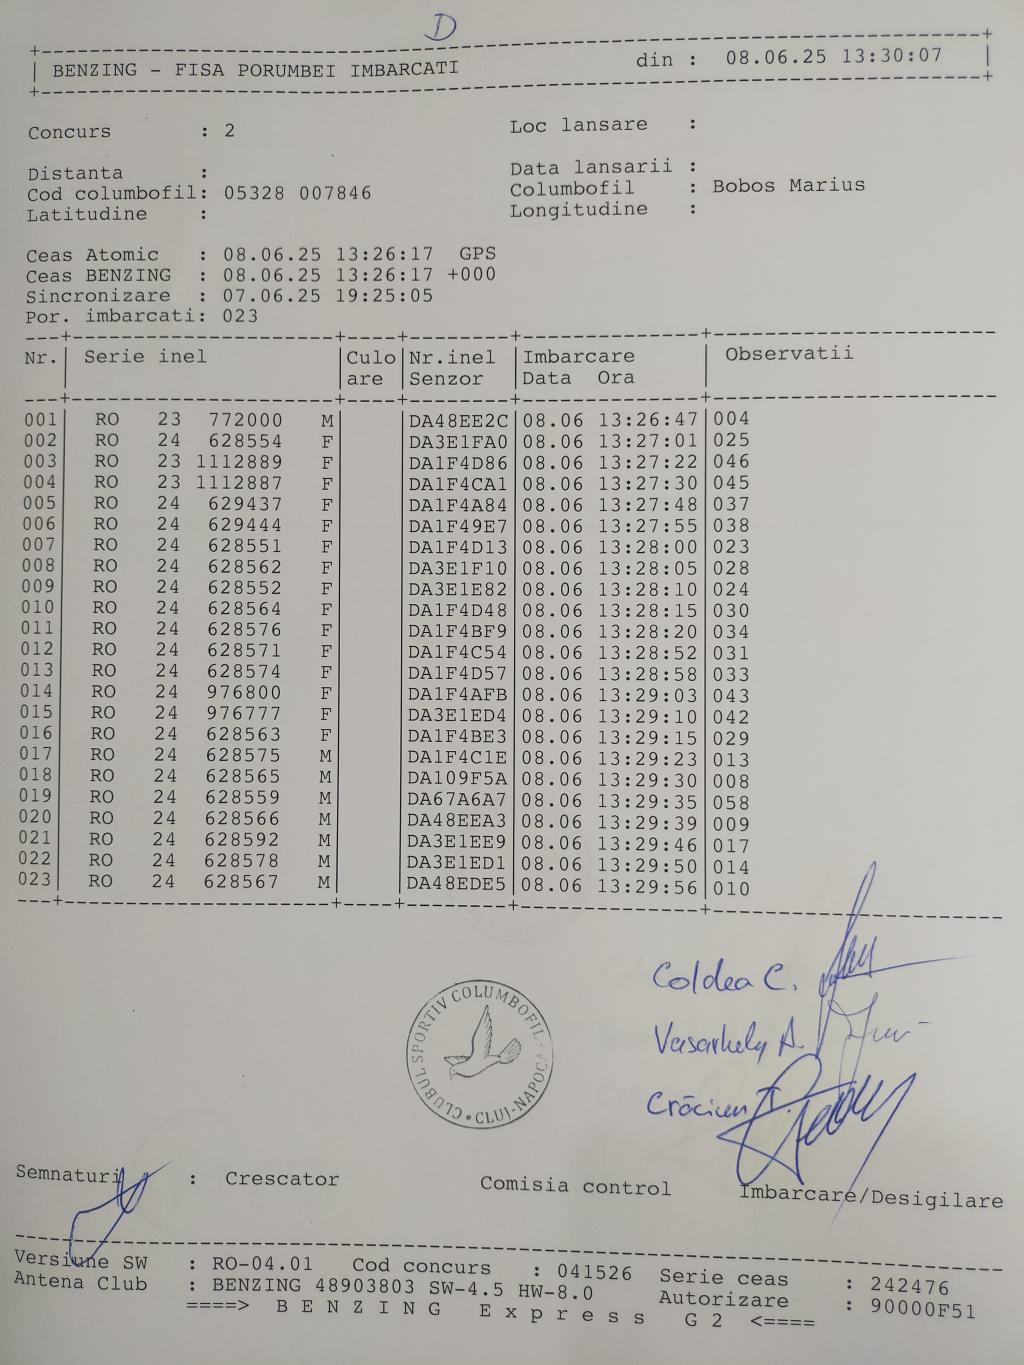 D
BENZING - FISA PORUMBEI IMBARCATI din : 08.06.25 13:30:07
Concurs : 2 Loc lansare :
Distanta : Data lansarii :
Cod columbofil: 05328 007846 Columbofil : Bobos Marius
Latitudine : Longitudine :
Ceas Atomic : 08.06.25 13:26:17 GPS
Ceas BENZING : 08.06.25 13:26:17 +000
Sincronizare : 07.06.25 19:25:05
Por. imbarcati: 023
Nr. Serie inel Culo Nr.inel Imbarcare Observatii
are Senzor Data Ora
001 RO 23 772000 M DA48EE2C 08.06 13:26:47 004
002 RO 24 628554 F DA3E1FA0 08.06 13:27:01 025
003 RO 23 1112889 F DA1F4D86 08.06 13:27:22 046
004 RO 23 1112887 F DA1F4CA1 08.06 13:27:30 045
005 RO 24 629437 F DA1F4A84 08.06 13:27:48 037
006 RO 24 629444 F DA1F49E7 08.06 13:27:55 038
007 RO 24 628551 F DA1F4D13 08.06 13:28:00 023
008 RO 24 628562 F DA3E1F10 08.06 13:28:05 028
009 RO 24 628552 F DA3E1E82 08.06 13:28:10 024
010 RO 24 628564 F DA1F4D48 08.06 13:28:15 030
011 RO 24 628576 F DA1F4BF9 08.06 13:28:20 034
012 RO 24 628571 F DA1F4C54 08.06 13:28:52 031
013 RO 24 628574 F DA1F4D57 08.06 13:28:58 033
014 RO 24 976800 F DA1F4AFB 08.06 13:29:03 043
015 RO 24 976777 F DA3E1ED4 08.06 13:29:10 042
016 RO 24 628563 F DA1F4BE3 08.06 13:29:15 029
017 RO 24 628575 M DA1F4C1E 08.06 13:29:23 013
018 RO 24 628565 M DA109F5A 08.06 13:29:30 008
019 RO 24 628559 M DA67A6A7 08.06 13:29:35 058
020 RO 24 628566 M DA48EEA3 08.06 13:29:39 009
021 RO 24 628592 M DA3E1EE9 08.06 13:29:46 017
022 RO 24 628578 M DA3E1ED1 08.06 13:29:50 014
023 RO 24 628567 M DA48EDE5 08.06 13:29:56 010
Coldea C.
CLUBUL SPORTIV COLUMBOFIL • CLUJ-NAPOCA •
Vasarhely A.
Crăciun
Semnaturi : Crescator Comisia control Imbarcare/Desigilare
Versiune SW : RO-04.01 Cod concurs : 041526 Serie ceas : 242476
Antena Club : BENZING 48903803 SW-4.5 HW-8.0 Autorizare : 90000F51
====> B E N Z I N G E x p r e s s G 2 <====